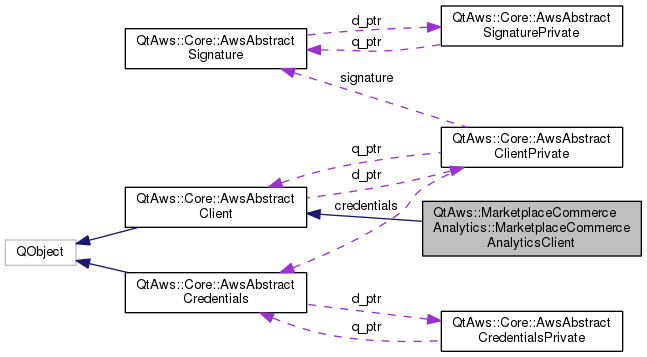 QtAws::Core::AwsAbstract
Signature
d_ptr
q_ptr
QtAws::Core::AwsAbstract
SignaturePrivate
signature
QtAws::Core::AwsAbstract
ClientPrivate
q_ptr
d_ptr
QtAws::Core::AwsAbstract
Client
credentials
QtAws::MarketplaceCommerce
Analytics::MarketplaceCommerce
AnalyticsClient
QObject
QtAws::Core::AwsAbstract
Credentials
d_ptr
q_ptr
QtAws::Core::AwsAbstract
CredentialsPrivate